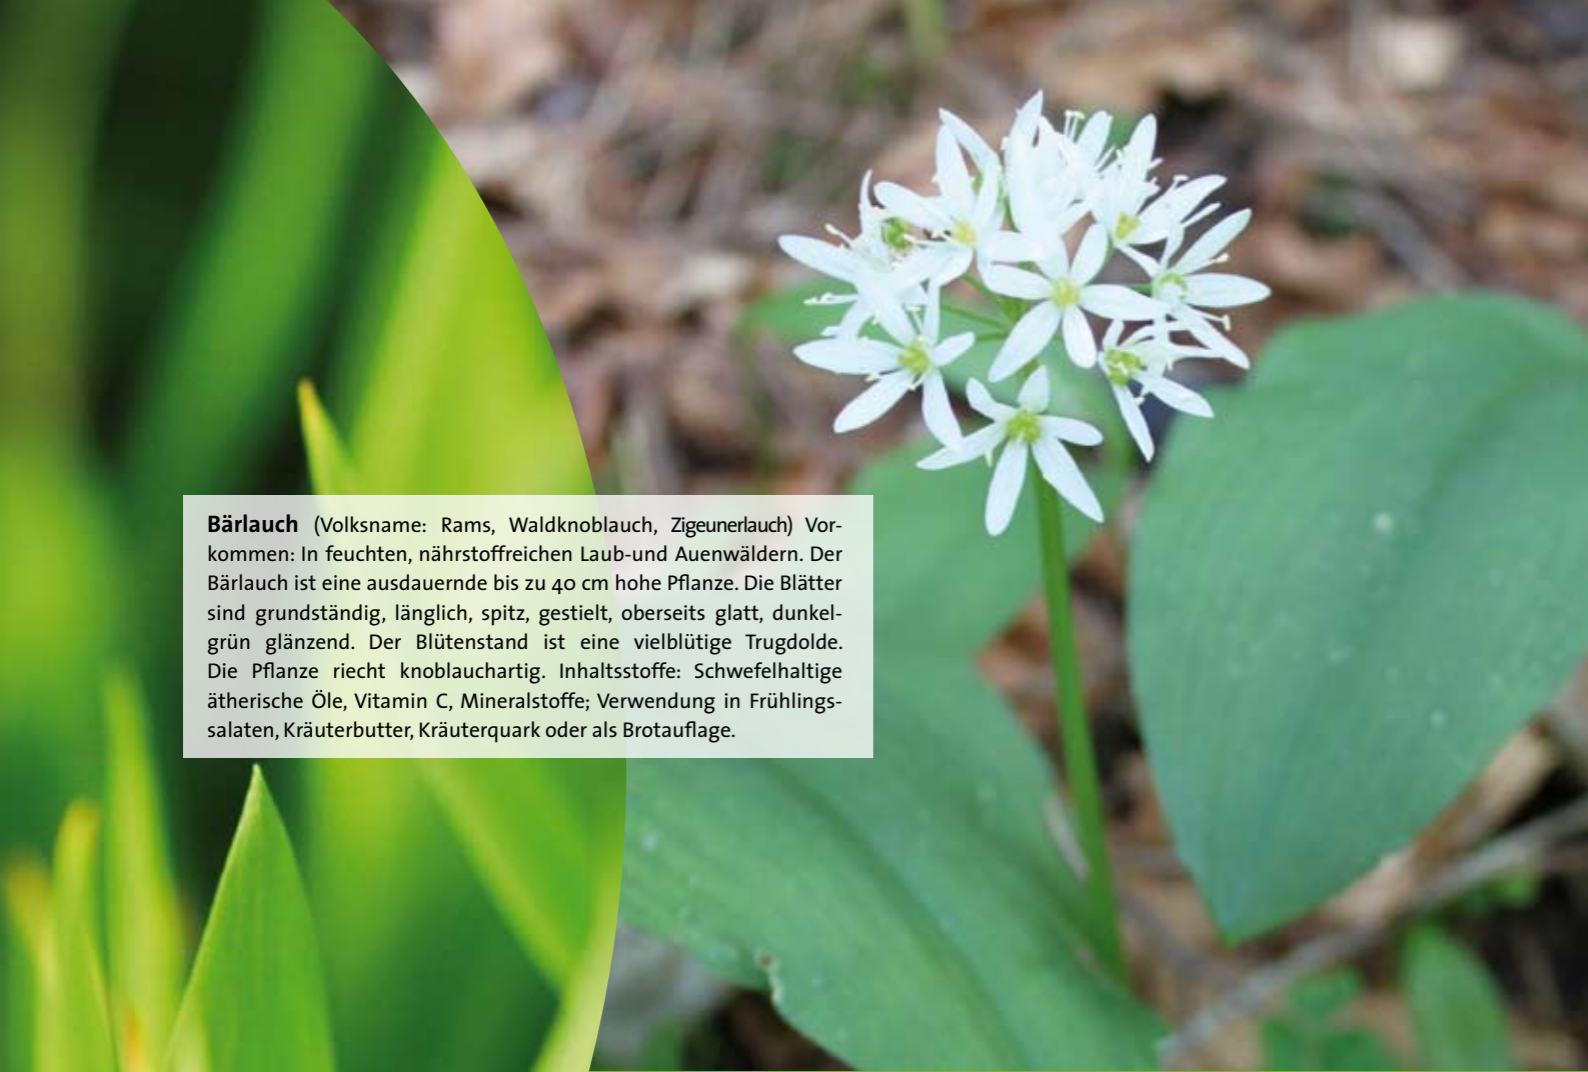 Bärlauch (Volksname: Rams, Waldknoblauch, Zigeunerlauch) Vor-
kommen: In feuchten, nährstoffreichen Laub-und Auenwäldern. Der
Bärlauch ist eine ausdauernde bis zu 40 cm hohe Pflanze. Die Blätter
sind grundständig, länglich, spitz, gestielt, oberseits glatt, dunkel-
grün glänzend. Der Blütenstand ist eine vielblütige Trugdolde.
Die Pflanze riecht knoblauchartig. Inhaltsstoffe: Schwefelhaltige
ätherische Öle, Vitamin C, Mineralstoffe; Verwendung in Frühlings-
salaten, Kräuterbutter, Kräuterquark oder als Brotauflage.